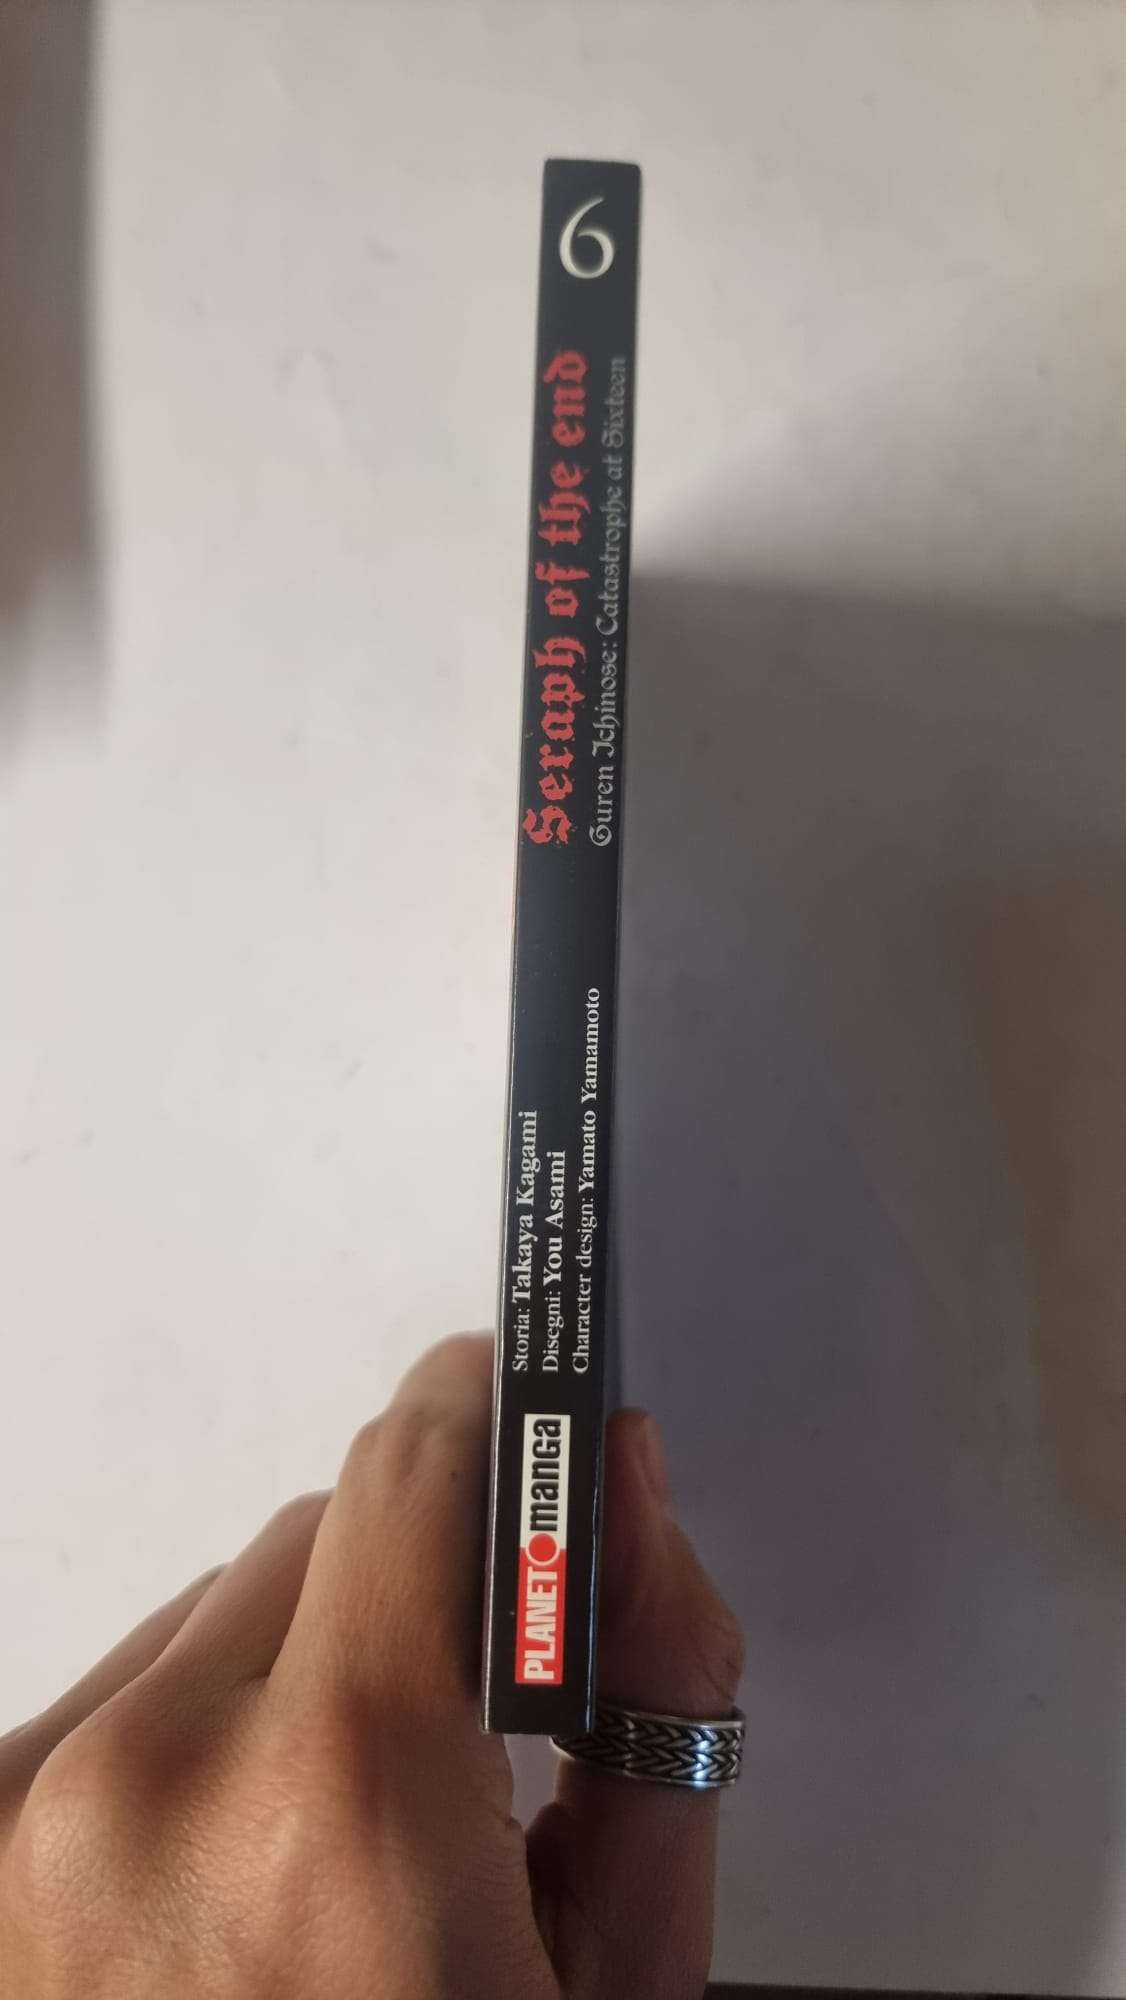 6
Seraph of the end
Guren Ichinose: Catastrophe at Sixteen
Storia: Takaya Kagami
Disegni: You Asami
Character design: Yamato Yamamoto
PLANET manga